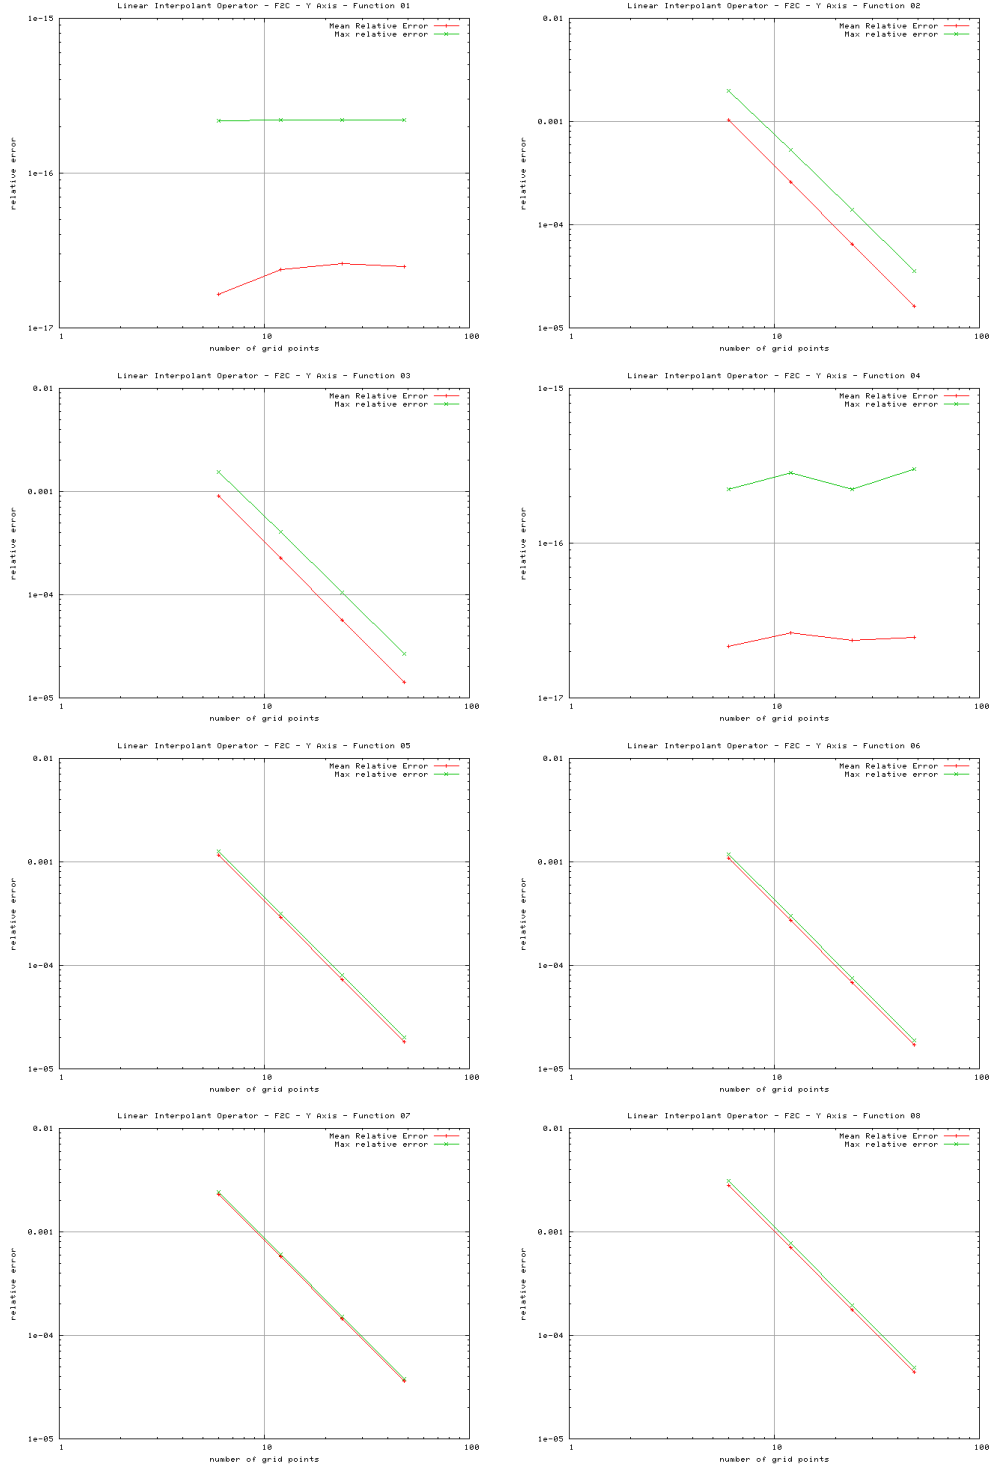 Linear Interpolant Operator - F2C - Y Axis - Function 01
1e-15
Mean Relative Error
Max relative error
1e-16
relative error
1e-17
1 10 100
number of grid points
Linear Interpolant Operator - F2C - Y Axis - Function 02
0.01
Mean Relative Error
Max relative error
0.001
relative error
1e-04
1e-05
1 10 100
number of grid points
Linear Interpolant Operator - F2C - Y Axis - Function 03
0.01
Mean Relative Error
Max relative error
0.001
relative error
1e-04
1e-05
1 10 100
number of grid points
Linear Interpolant Operator - F2C - Y Axis - Function 04
1e-15
Mean Relative Error
Max relative error
1e-16
relative error
1e-17
1 10 100
number of grid points
Linear Interpolant Operator - F2C - Y Axis - Function 05
0.01
Mean Relative Error
Max relative error
0.001
relative error
1e-04
1e-05
1 10 100
number of grid points
Linear Interpolant Operator - F2C - Y Axis - Function 06
0.01
Mean Relative Error
Max relative error
0.001
relative error
1e-04
1e-05
1 10 100
number of grid points
Linear Interpolant Operator - F2C - Y Axis - Function 07
0.01
Mean Relative Error
Max relative error
0.001
relative error
1e-04
1e-05
1 10 100
number of grid points
Linear Interpolant Operator - F2C - Y Axis - Function 08
0.01
Mean Relative Error
Max relative error
0.001
relative error
1e-04
1e-05
1 10 100
number of grid points